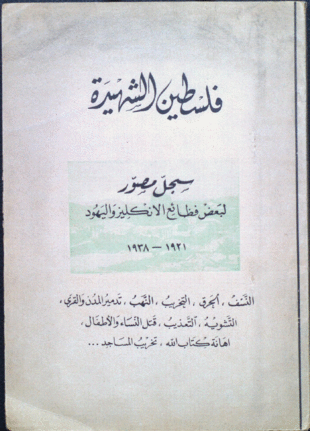 فلسطين الشهيدة
سجل مصور
لبعض فظائع الانكليز واليهود
١٩٢١ — ١٩٣٨
النسف، الحرق، التخريب، النهب، تدمير المدن والقرى،
التشويه، التعذيب، قتل النساء والأطفال،
اهانة كتاب الله، تخريب المساجد ...